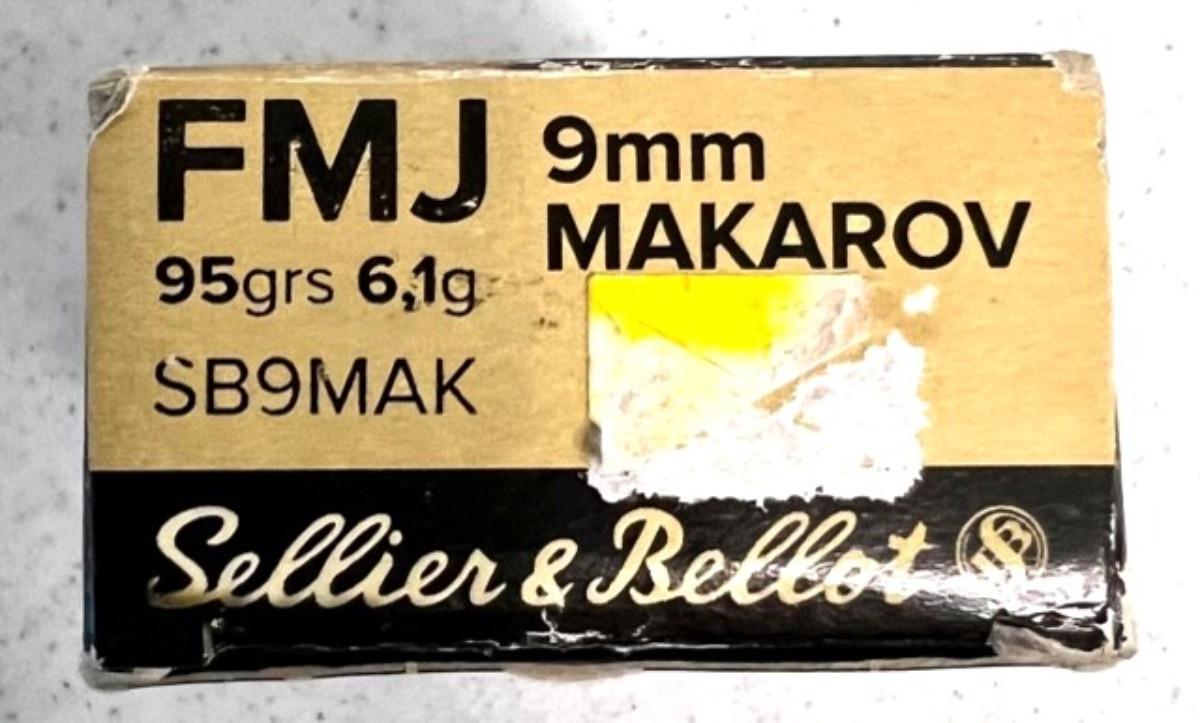 FMJ
9mm
MAKAROV
95grs 6,1g
SB9MAK
Sellier & Bellot